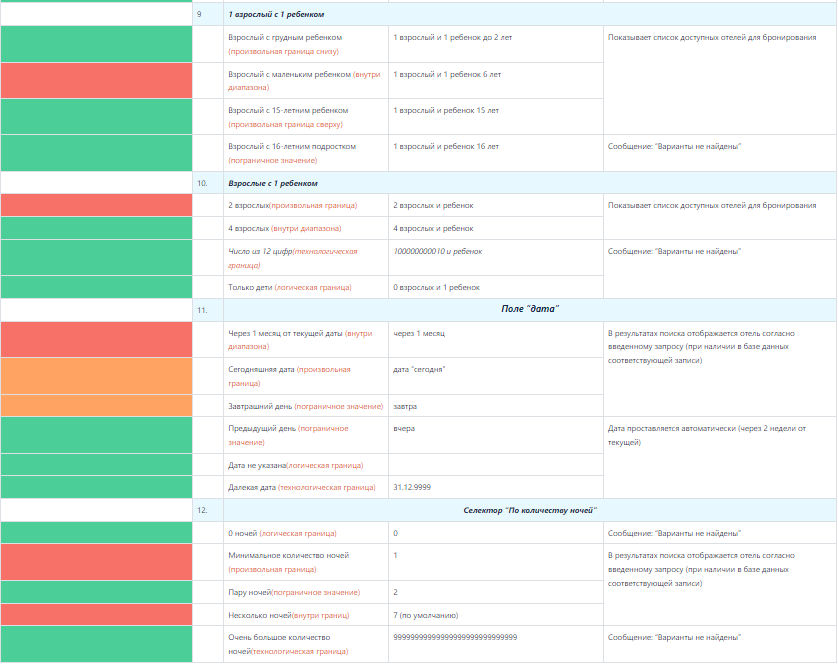 9 1 взрослый с 1 ребенком
Взрослый с грудным ребенком 1 взрослый и 1 ребенок до 2 лет Показывает список доступных отелей для бронирования
(произвольная граница снизу)
Взрослый с маленьким ребенком (внутри 1 взрослый и 1 ребенок 6 лет
диапазона)
Взрослый с 15-летним ребенком 1 взрослый и ребенок 15 лет
(произвольная граница сверху)
Взрослый с 16-летним подростком 1 взрослый и ребенок 16 лет Сообщение: "Варианты не найдены"
(пограничное значение)
10. Взрослые с 1 ребенком
2 взрослых(произвольная граница) 2 взрослых и ребенок Показывает список доступных отелей для бронирования
4 взрослых (внутри диапазона) 4 взрослых и ребенок
Число из 12 цифр(технологическая 100000000010 и ребенок Сообщение: "Варианты не найдены"
граница)
Только дети (логическая граница) 0 взрослых и 1 ребенок
11. Поле "дата"
Через 1 месяц от текущей даты (внутри через 1 месяц В результатах поиска отображается отель согласно
диапазона) введенному запросу (при наличии в базе данных
соответствующей записи)
Сегодняшняя дата (произвольная дата "сегодня"
граница)
Завтрашний день (пограничное значение) завтра
Предыдущий день (пограничное вчера Дата проставляется автоматически (через 2 недели от
значение) текущей)
Дата не указана(логическая граница)
Далекая дата (технологическая граница) 31.12.9999
12. Селектор "По количеству ночей"
0 ночей (логическая граница) 0 Сообщение: "Варианты не найдены"
Минимальное количество ночей 1 В результатах поиска отображается отель согласно
(произвольная граница) введенному запросу (при наличии в базе данных
соответствующей записи)
Пару ночей(пограничное значение) 2
Несколько ночей(внутри границ) 7 (по умолчанию)
Очень большое количество 99999999999999999999999999999 Сообщение: "Варианты не найдены"
ночей(технологическая граница)